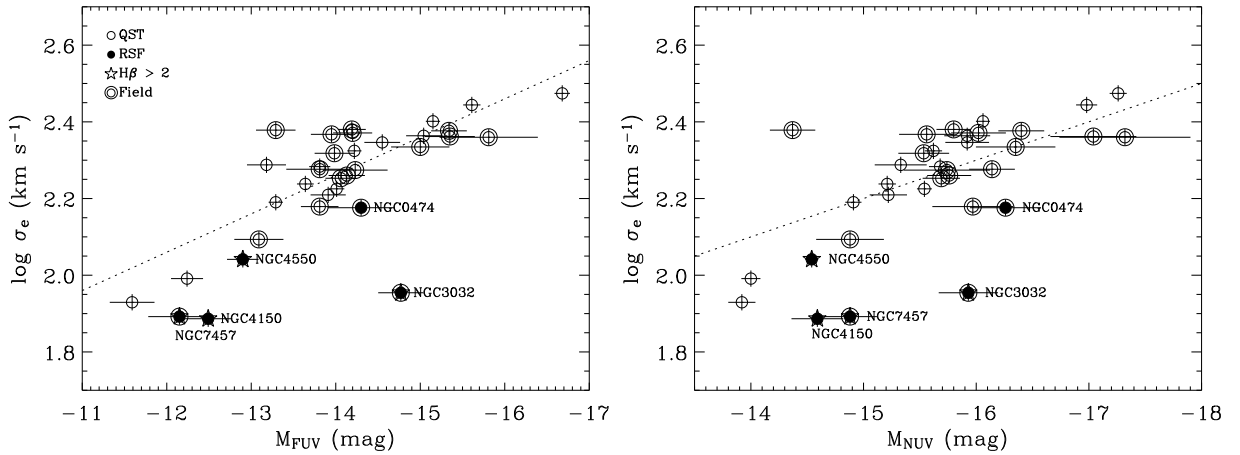 log σe (km s−1)
2.6
2.4
2.2
2.0
1.8
QST
RSF
Hβ > 2
Field
NGC0474
NGC4550
NGC3032
NGC4150
NGC7457
−11 −12 −13 −14 −15 −16 −17
MFUV (mag)
log σe (km s−1)
2.6
2.4
2.2
2.0
1.8
NGC0474
NGC4550
NGC3032
NGC7457
NGC4150
−14 −15 −16 −17 −18
MNUV (mag)